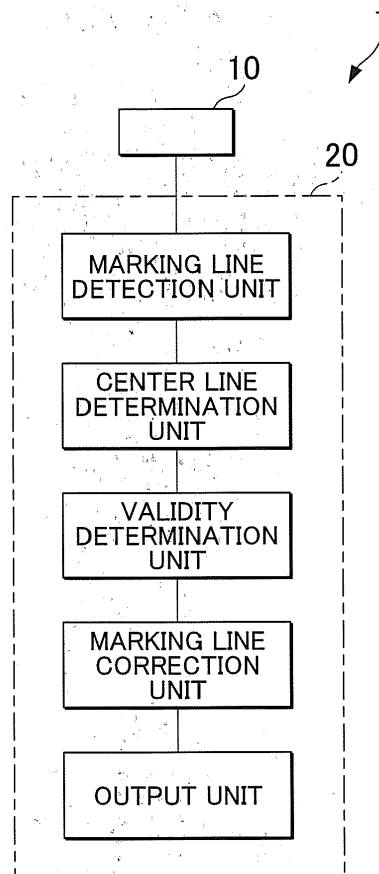 10
20
MARKING LINE
DETECTION UNIT
CENTER LINE
DETERMINATION
UNIT
VALIDITY
DETERMINATION
UNIT
MARKING LINE
CORRECTION
UNIT
OUTPUT UNIT